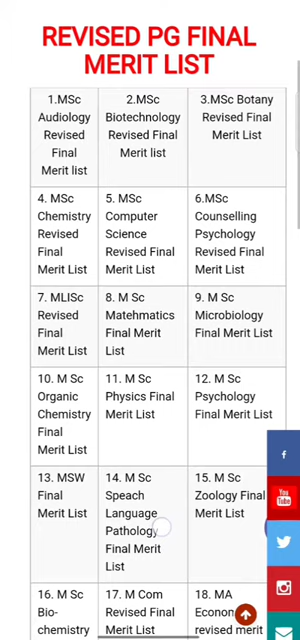 REVISED PG FINAL
MERIT LIST
1.MSc
Audiology
Revised
Final
Merit list
2.MSc
Biotechnology
Revised Final
Merit list
3.MSc Botany
Revised Final
Merit List
4. MSc
Chemistry
Revised
Final
Merit list
5. MSc
Computer
Science
Revised Final
Merit List
6.MSc
Counselling
Psychology
Revised Final
Merit List
7. MLISc
Revised
Final
Merit List
8. M Sc
Matehmatics
Final Merit
List
9. M Sc
Microbiology
Final Merit List
10. M Sc
Organic
Chemistry
Final
Merit List
11. M Sc
Physics Final
Merit List
12. M Sc
Psychology
Final Merit List
13. MSW
Final
Merit List
14. M Sc
Speach
Language
Pathology
Final Merit
List
15. M Sc
Zoology Final
Merit List
16. M Sc
Bio-
chemistry
17. M Com
Revised Final
Merit List
18. MA
Econom
revised merit
f
You
Tube